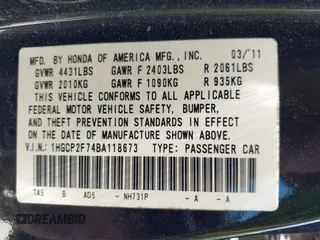 MFD. BY HONDA OF AMERICA MFG., INC. 03/'11
GVWR 4431LBS GAWR F 2403LBS R 2061LBS
GVWR 2010KG GAWR F 1090KG R 935KG
THIS VEHICLE CONFORMS TO ALL APPLICABLE
FEDERAL MOTOR VEHICLE SAFETY, BUMPER,
AND THEFT PREVENTION STANDARDS IN EFFECT
ON THE DATE OF MANUFACTURE SHOWN ABOVE.
V.I.N.: 1HGCP2F74BA118673 TYPE: PASSENGER CAR
TA5 B AD5 - NH731P - A - A
© DREAMBID